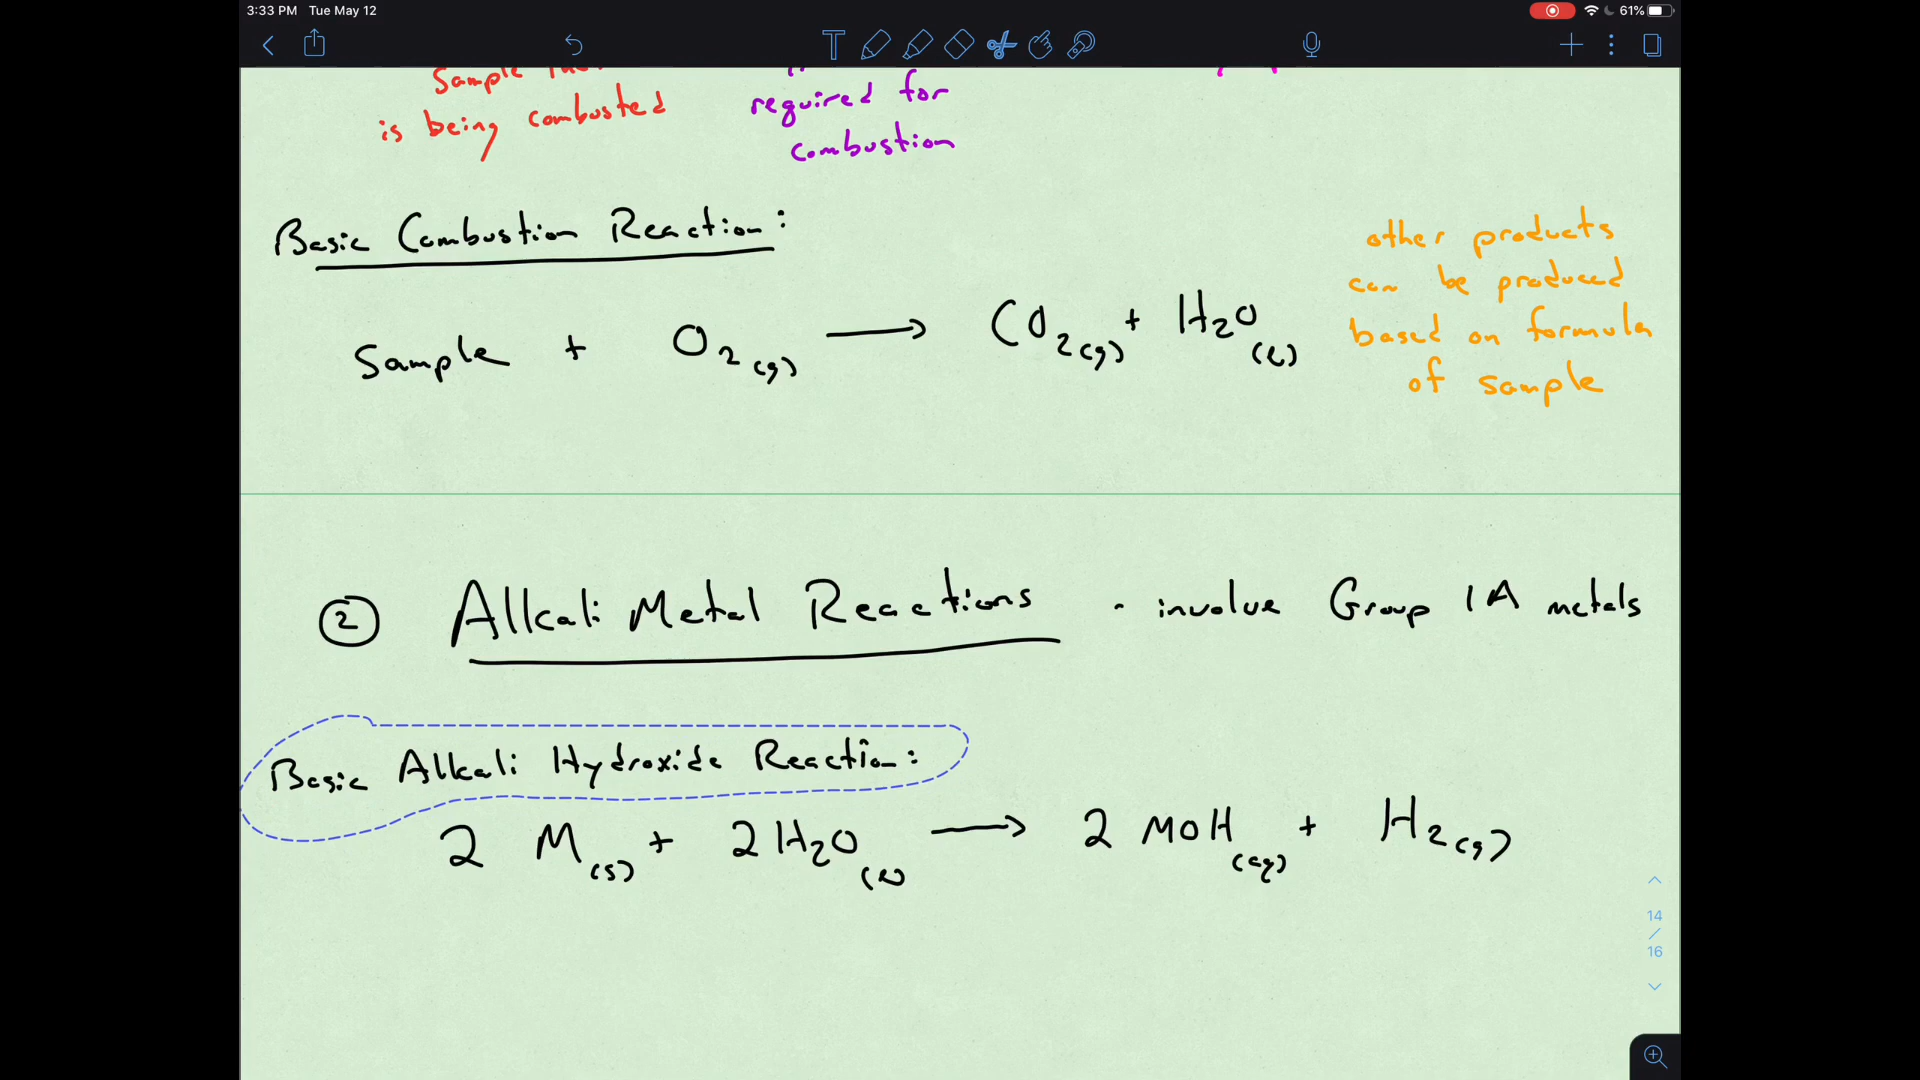 3:33 PM Tue May 12
61%
Sample
is being combusted
required for
combustion
Basic Combustion Reaction:
other products
can be produced
based on formula
of sample
Sample + O₂(g) → CO₂(g) + H₂O(l)
② Alkali Metal Reactions - involve Group 1A metals
Basic Alkali Hydroxide Reaction:
2 M(s) + 2 H₂O(l) → 2 MOH(aq) + H₂(g)
14
/
16